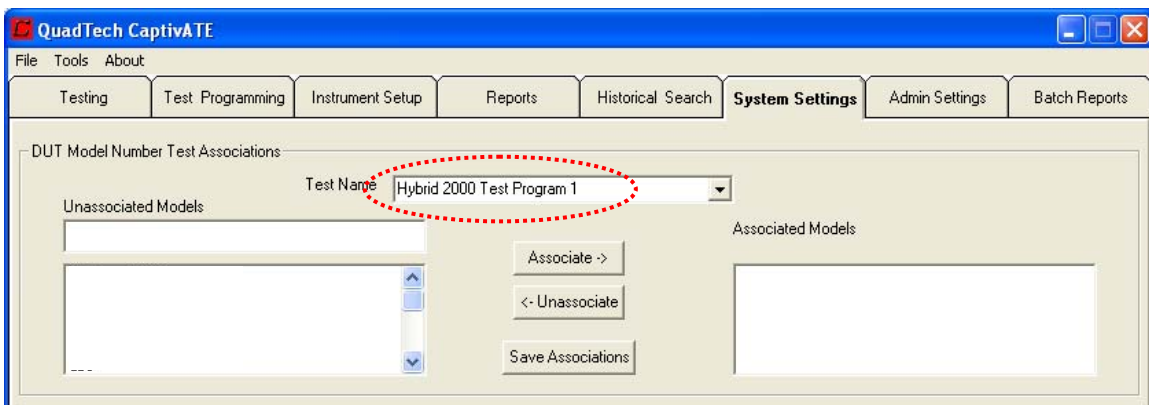 QuadTech CaptivATE
File Tools About
Testing Test Programming Instrument Setup Reports Historical Search System Settings Admin Settings Batch Reports
DUT Model Number Test Associations
Test Name Hybrid 2000 Test Program 1
Unassociated Models
Associated Models
Associate ->
<- Unassociate
Save Associations